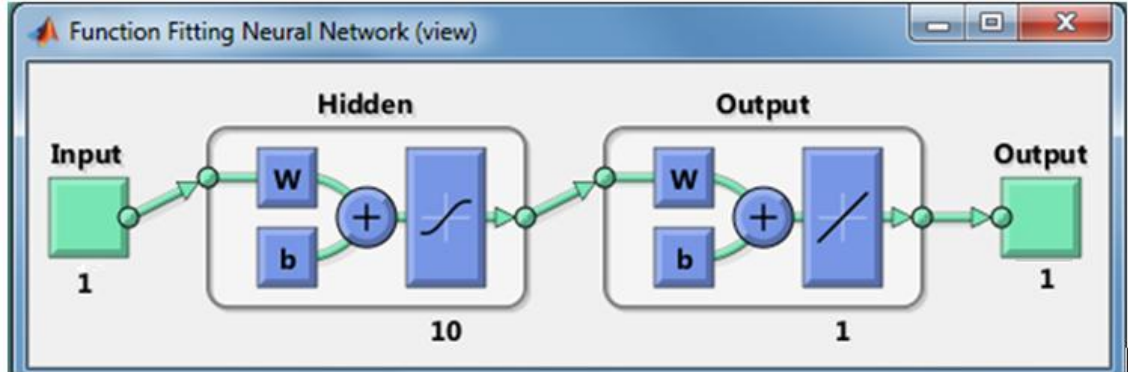 Function Fitting Neural Network (view)
Hidden
Output
Input
Output
W
W
+
+
b
b
1
1
10
1